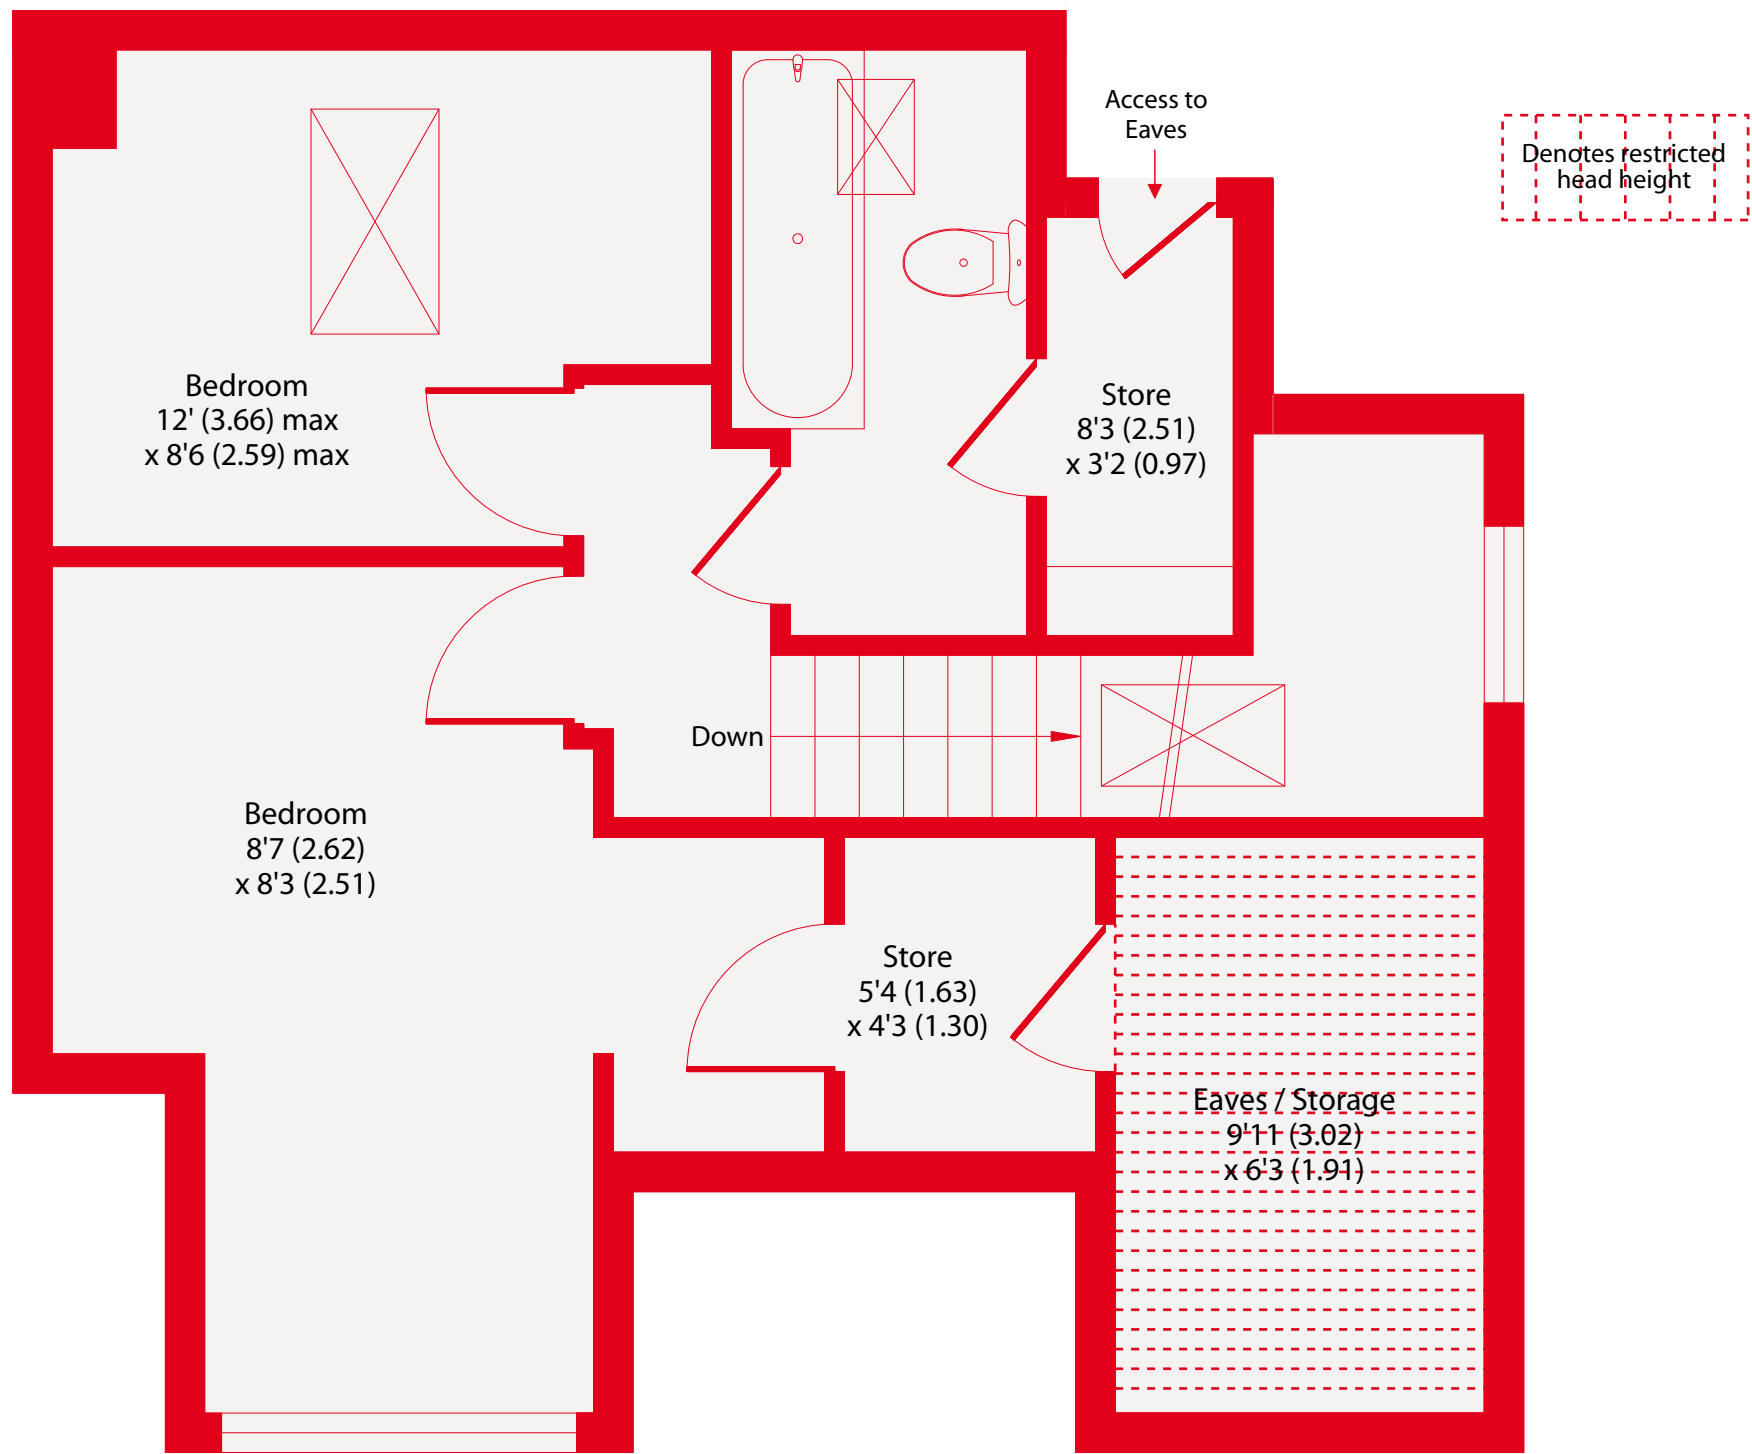 Access to
Eaves
Denotes restricted
head height
Bedroom
12' (3.66) max
x 8'6 (2.59) max
Store
8'3 (2.51)
x 3'2 (0.97)
Down
Bedroom
8'7 (2.62)
x 8'3 (2.51)
Store
5'4 (1.63)
x 4'3 (1.30)
Eaves / Storage
9'11 (3.02)
x 6'3 (1.91)